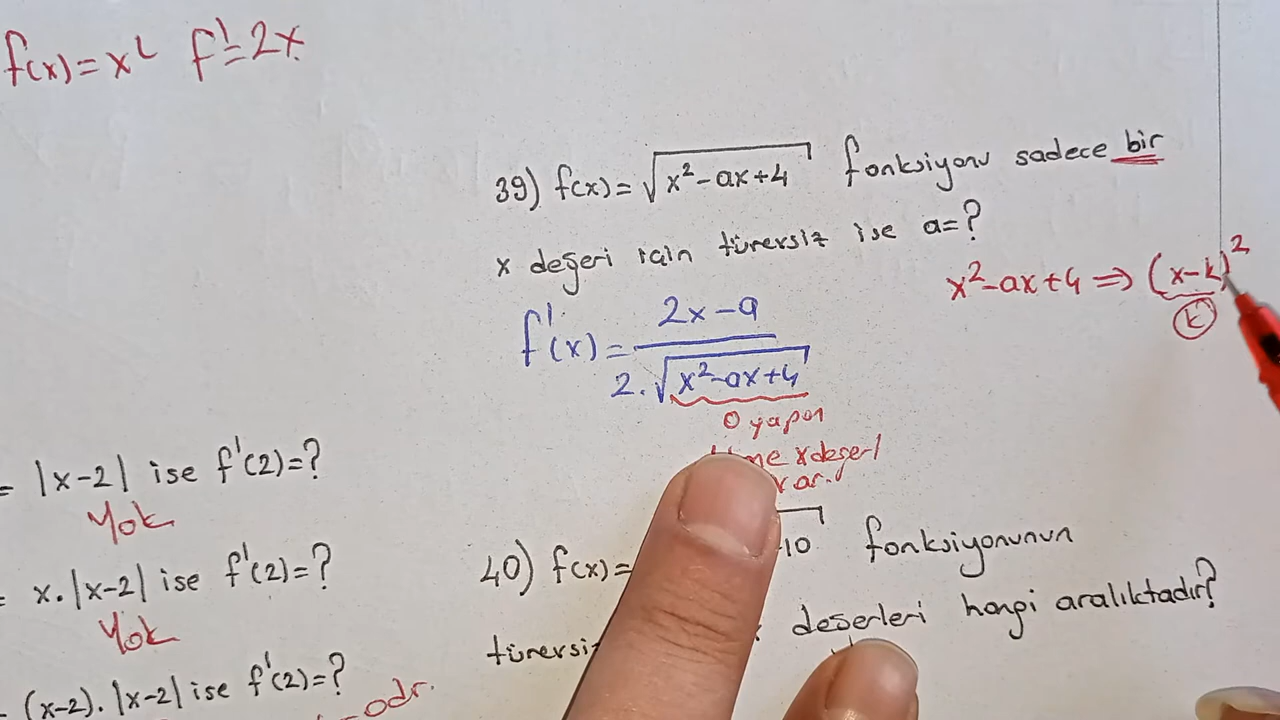 f(x)=x² f'=2x
39) f(x)=√x²-ax+4 fonksiyonu sadece bir
x değeri için türevsiz ise a=?
x²-ax+4 ⇒ (x-k)²
k
f'(x)= 2x-a
2.√x²-ax+4
0 yapan
x değeri
var.
= |x-2| ise f'(2)=?
Yok
40) f(x)= -10 fonksiyonunun
= x.|x-2| ise f'(2)=?
değerleri hangi aralıktadır?
Yok
= (x-2).|x-2| ise f'(2)=?